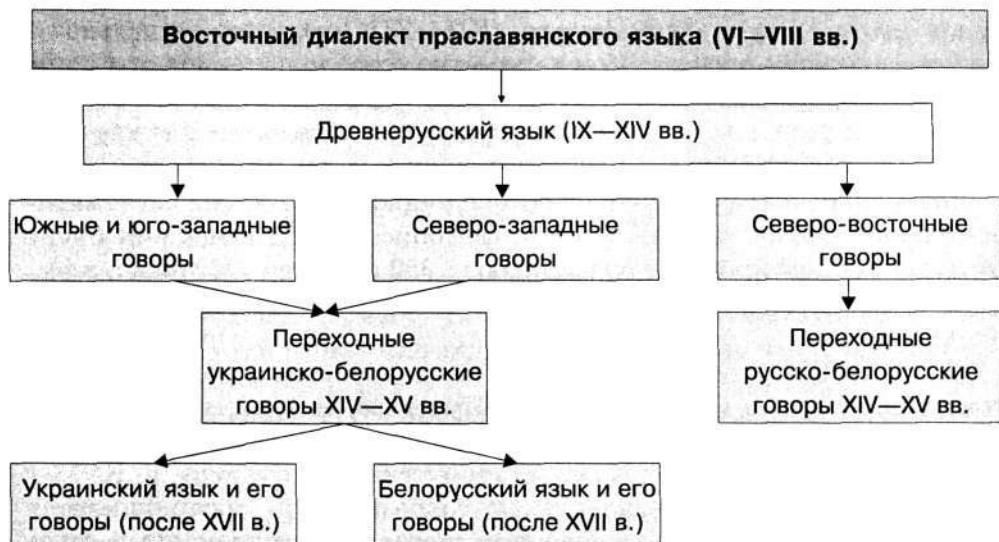 Восточный диалект праславянского языка (VI—VIII вв.)
Древнерусский язык (IX—XIV вв.)
Южные и юго-западные
говоры
Северо-западные
говоры
Северо-восточные
говоры
Переходные
украинско-белорусские
говоры XIV—XV вв.
Переходные
русско-белорусские
говоры XIV—XV вв.
Украинский язык и его
говоры (после XVII в.)
Белорусский язык и его
говоры (после XVII в.)